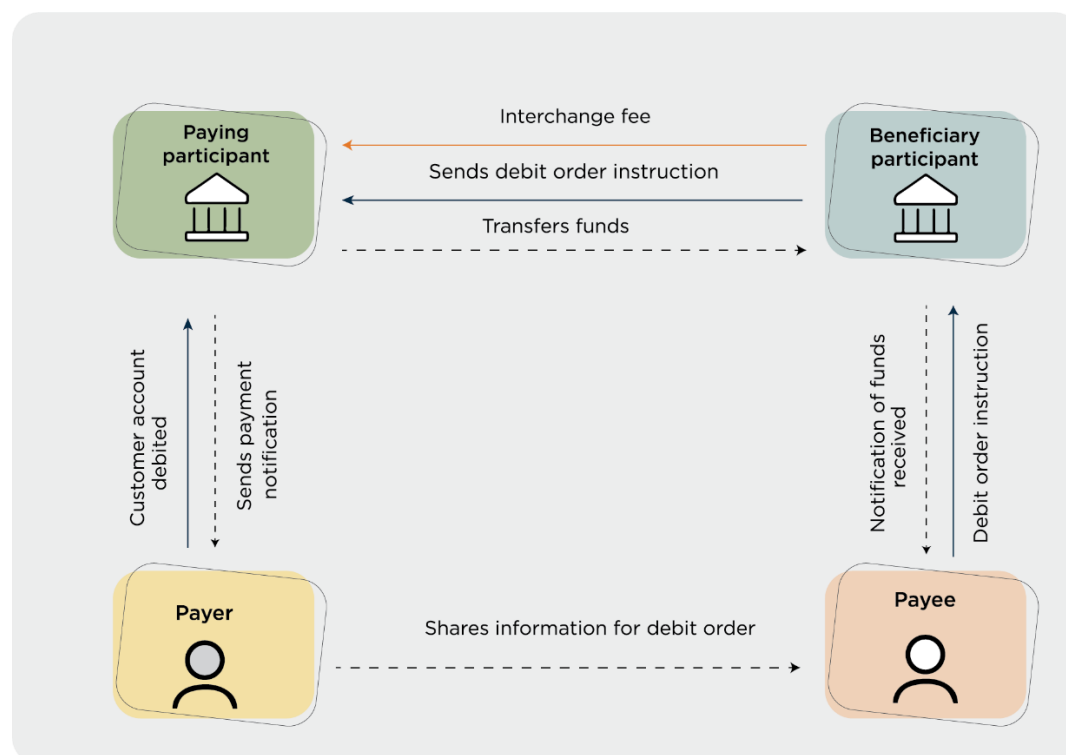 Paying
participant
Interchange fee
Sends debit order instruction
Transfers funds
Beneficiary
participant
Customer account
debited
Sends payment
notification
Notification of funds
received
Debit order instruction
Payer
Shares information for debit order
Payee